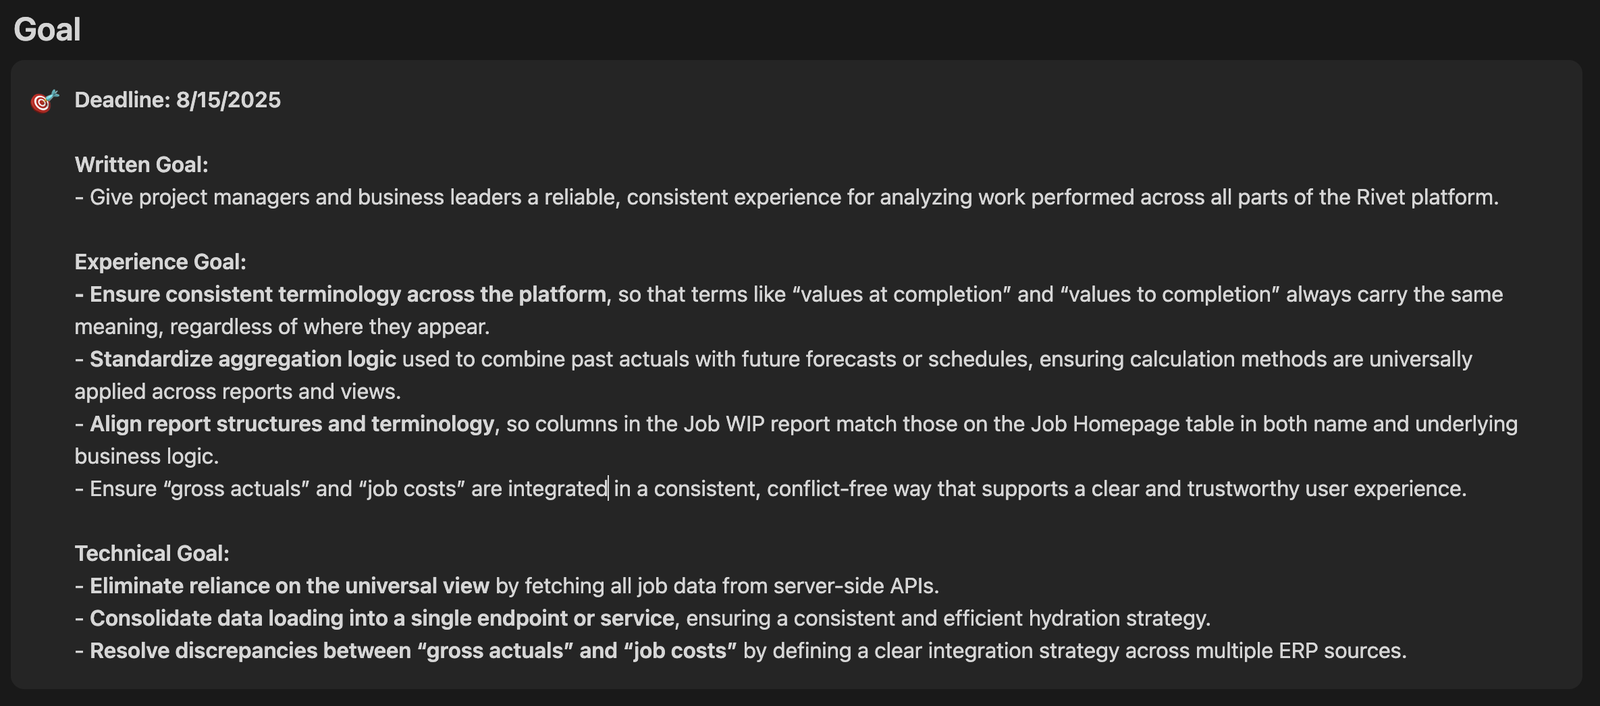 Goal
Deadline: 8/15/2025
Written Goal:
- Give project managers and business leaders a reliable, consistent experience for analyzing work performed across all parts of the Rivet platform.
Experience Goal:
- Ensure consistent terminology across the platform, so that terms like “values at completion” and “values to completion” always carry the same
meaning, regardless of where they appear.
- Standardize aggregation logic used to combine past actuals with future forecasts or schedules, ensuring calculation methods are universally
applied across reports and views.
- Align report structures and terminology, so columns in the Job WIP report match those on the Job Homepage table in both name and underlying
business logic.
- Ensure “gross actuals” and “job costs” are integrated in a consistent, conflict-free way that supports a clear and trustworthy user experience.
Technical Goal:
- Eliminate reliance on the universal view by fetching all job data from server-side APIs.
- Consolidate data loading into a single endpoint or service, ensuring a consistent and efficient hydration strategy.
- Resolve discrepancies between “gross actuals” and “job costs” by defining a clear integration strategy across multiple ERP sources.